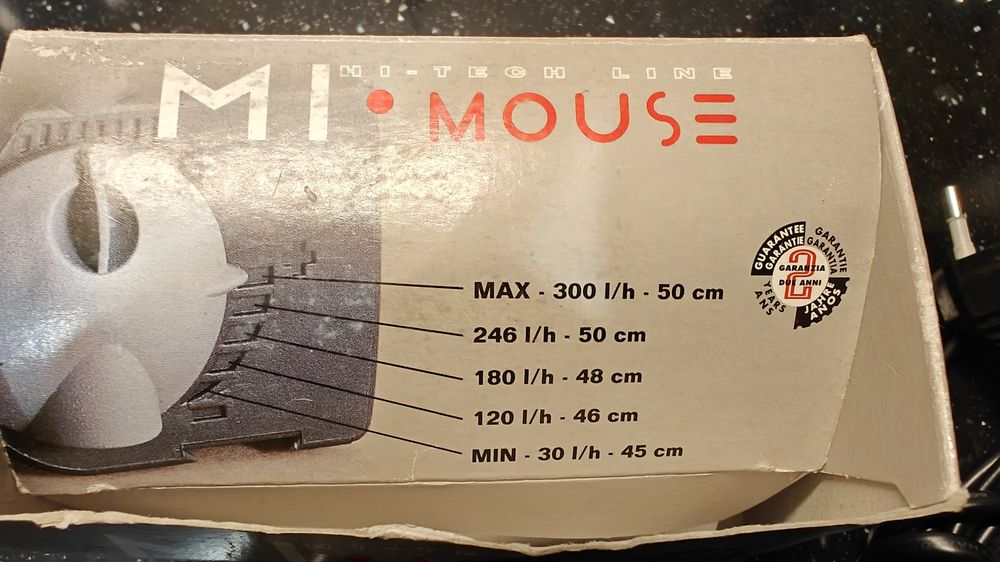 HI-TECH LINE
MI·MOUSE
MAX - 300 l/h - 50 cm
246 l/h - 50 cm
180 l/h - 48 cm
120 l/h - 46 cm
MIN - 30 l/h - 45 cm
GUARANTEE
GARANTIE
GARANTIE
GARANTIA
2
GARANZIA
DUE ANNI
YEARS
ANS
JAHRE
AÑOS